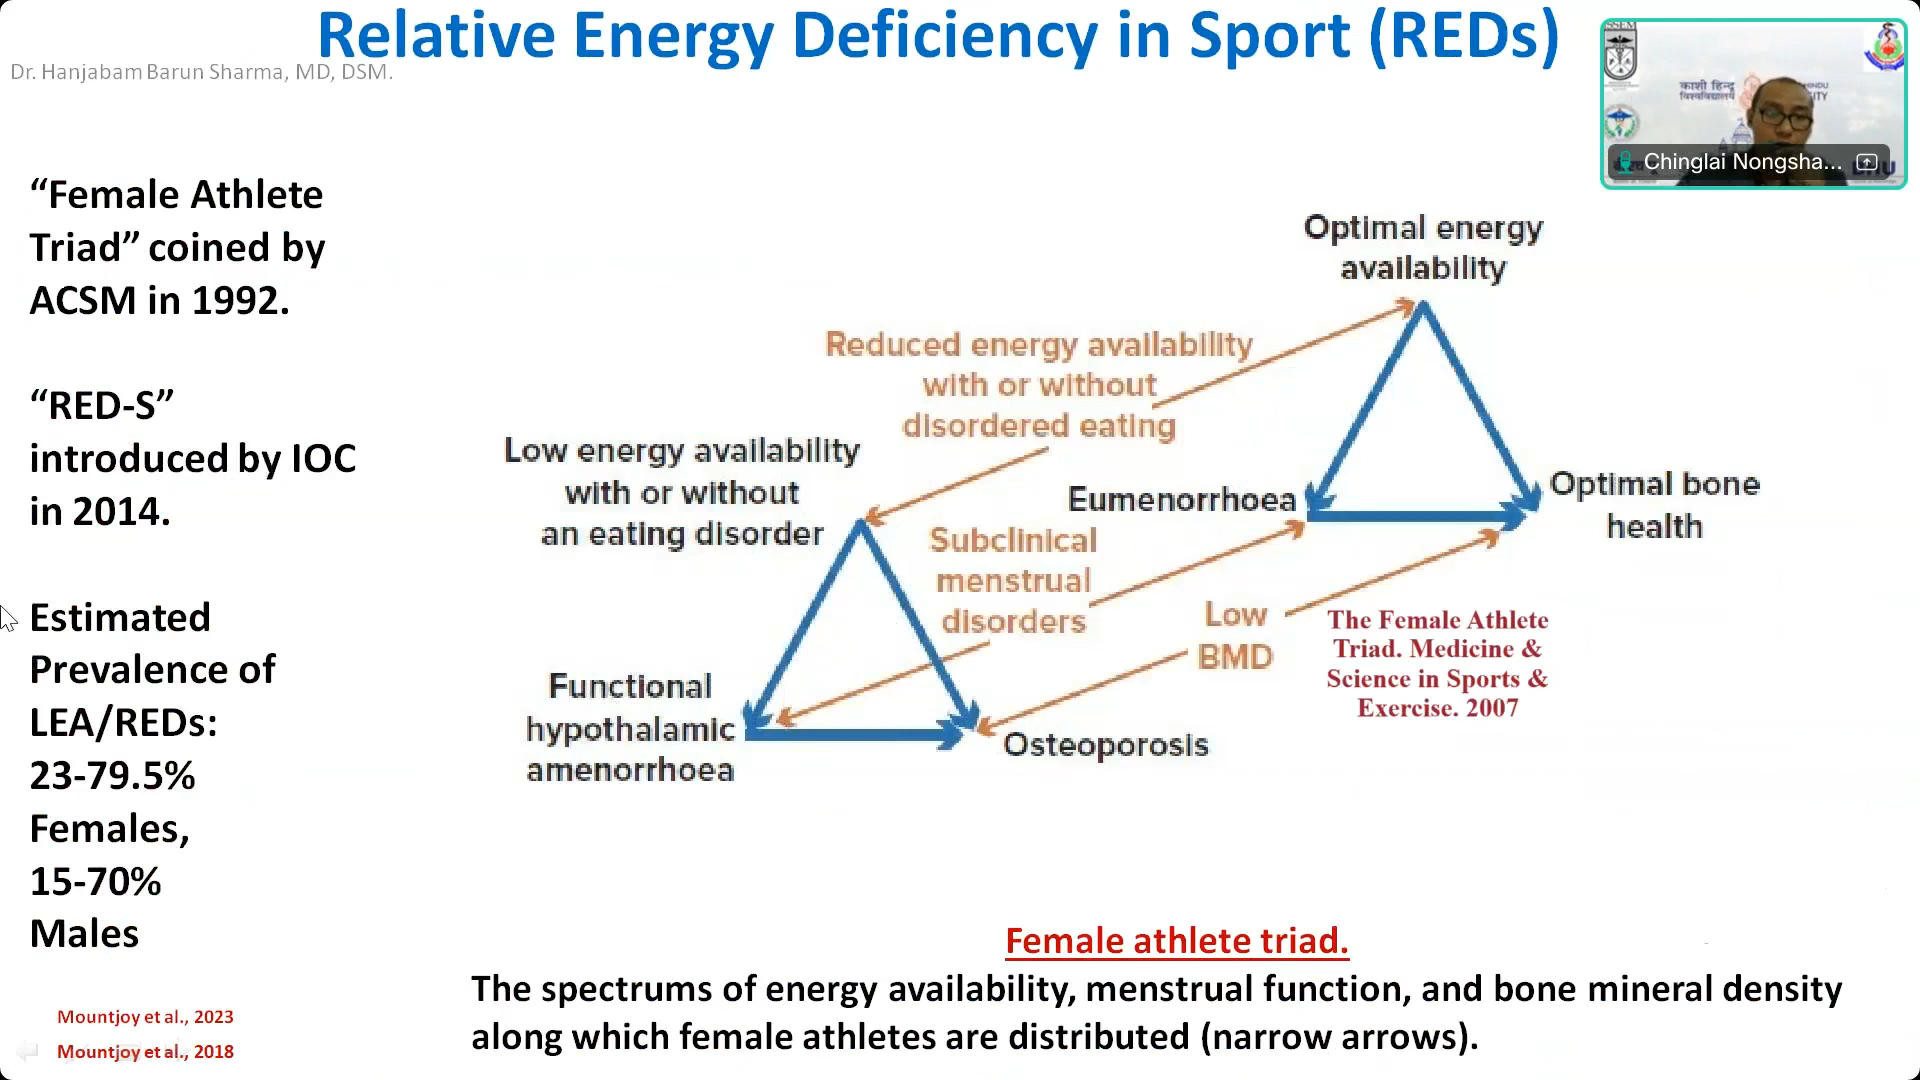 Relative Energy Deficiency in Sport (REDs)
Dr. Hanjabam Barun Sharma, MD, DSM.
SSEM
काशी हिन्दू
विश्वविद्यालय
Chinglai Nongsha...
“Female Athlete
Triad” coined by
ACSM in 1992.
“RED-S”
introduced by IOC
in 2014.
Estimated
Prevalence of
LEA/REDs:
23-79.5%
Females,
15-70%
Males
Mountjoy et al., 2023
Mountjoy et al., 2018
Optimal energy
availability
Reduced energy availability
with or without
disordered eating
Low energy availability
with or without
an eating disorder
Eumenorrhoea
Optimal bone
health
Subclinical
menstrual
disorders
Low
BMD
The Female Athlete
Triad. Medicine &
Science in Sports &
Exercise. 2007
Functional
hypothalamic
amenorrhoea
Osteoporosis
Female athlete triad.
The spectrums of energy availability, menstrual function, and bone mineral density
along which female athletes are distributed (narrow arrows).